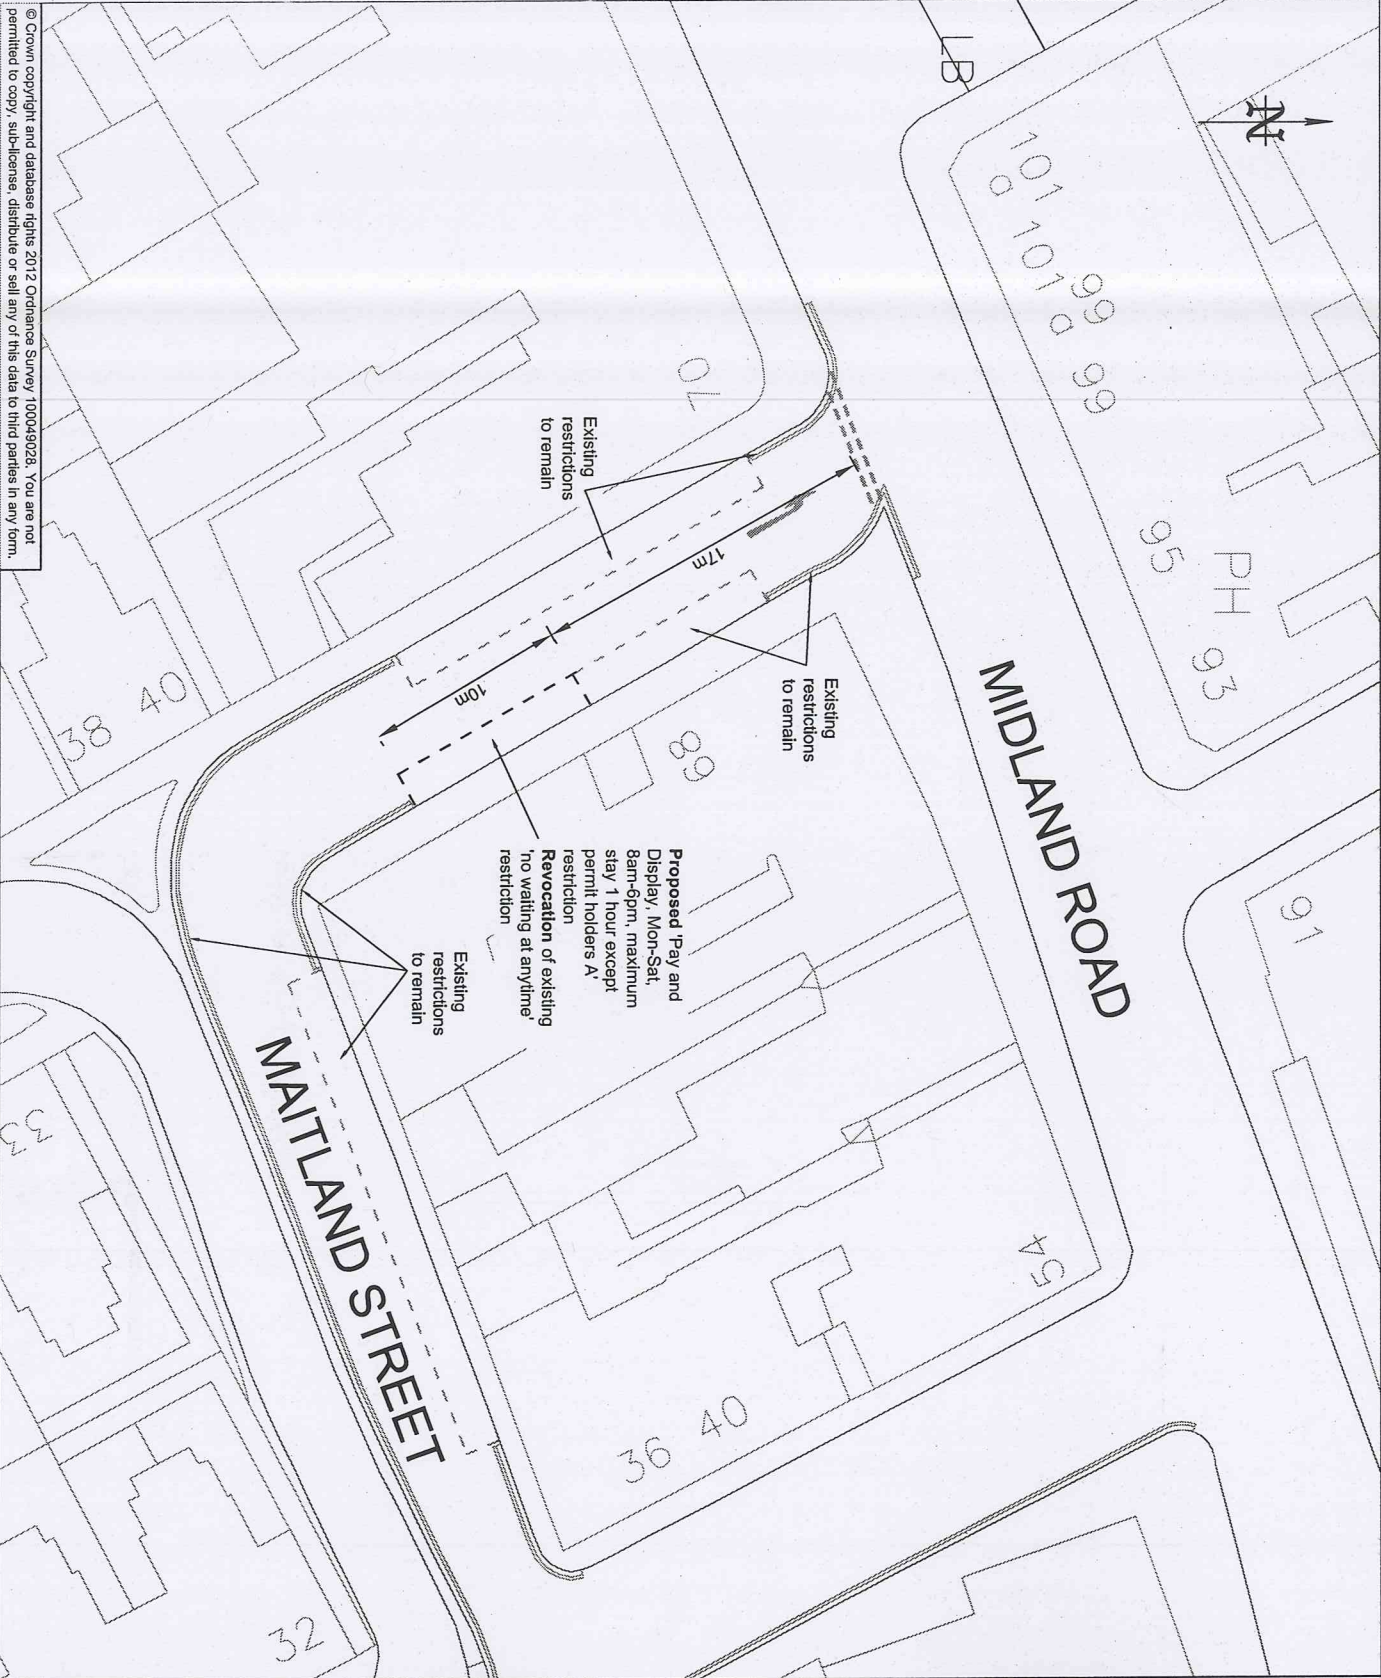 N
LB
101
a
101
a
99
99
95
PH
93
91
MIDLAND ROAD
70
Existing
restrictions
to remain
17m
10m
Existing
restrictions
to remain
68
54
40
38
Proposed 'Pay and
Display, Mon-Sat,
8am-6pm, maximum
stay 1 hour except
permit holders A'
restriction
Revocation of existing
'no waiting at anytime'
restriction
Existing
restrictions
to remain
MAITLAND STREET
40
36
33
32
© Crown copyright and database rights 2012 Ordnance Survey 100049028. You are not
permitted to copy, sub-license, distribute or sell any of this data to third parties in any form.